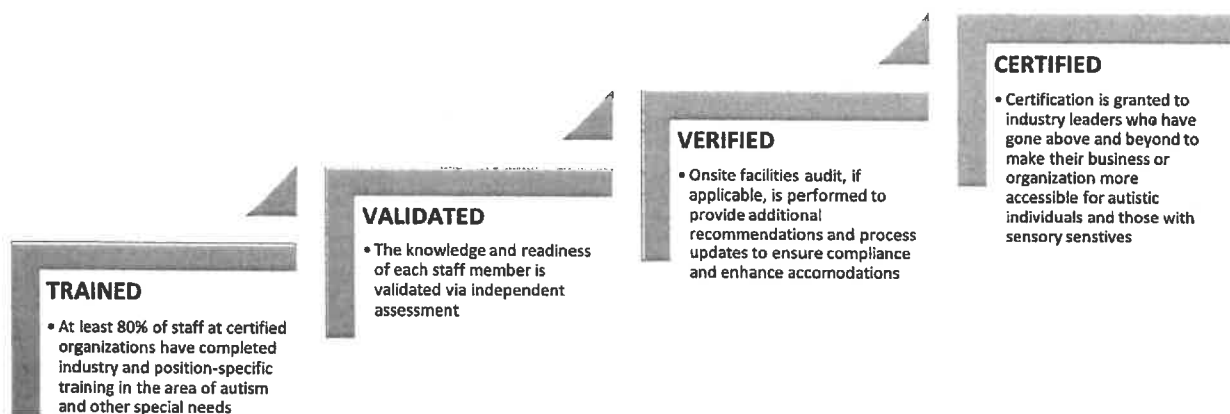 TRAINED
• At least 80% of staff at certified
organizations have completed
industry and position-specific
training in the area of autism
and other special needs
VALIDATED
• The knowledge and readiness
of each staff member is
validated via independent
assessment
VERIFIED
• Onsite facilities audit, if
applicable, is performed to
provide additional
recommendations and process
updates to ensure compliance
and enhance accomodations
CERTIFIED
• Certification is granted to
industry leaders who have
gone above and beyond to
make their business or
organization more
accessible for autistic
individuals and those with
sensory senstives